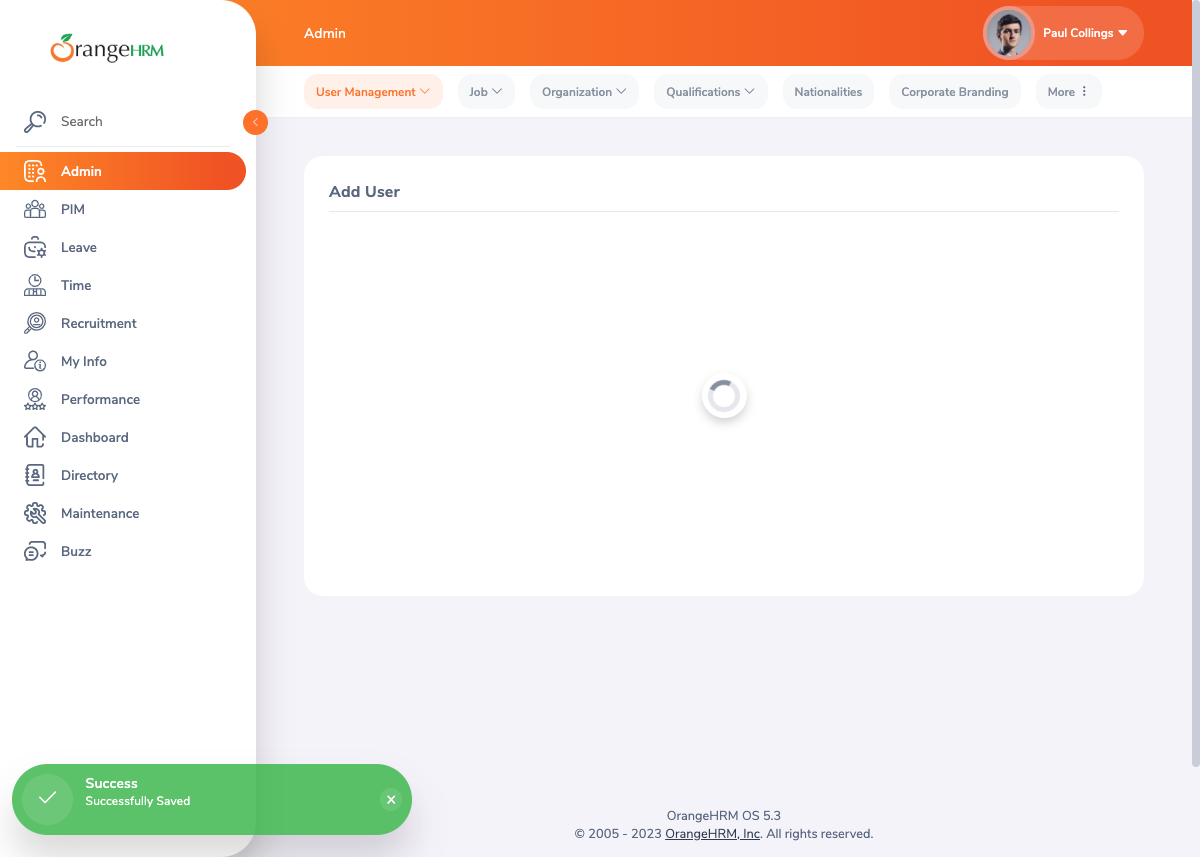 OrangeHRM
Admin
Paul Collings
User Management
Job
Organization
Qualifications
Nationalities
Corporate Branding
More
Search
Admin
PIM
Leave
Time
Recruitment
My Info
Performance
Dashboard
Directory
Maintenance
Buzz
Add User
Success
Successfully Saved
OrangeHRM OS 5.3
© 2005 - 2023 OrangeHRM, Inc. All rights reserved.